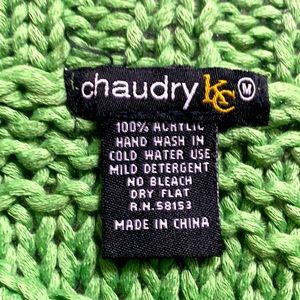 chaudry KC M
100% ACRYLIC
HAND WASH IN
COLD WATER USE
MILD DETERGENT
NO BLEACH
DRY FLAT
R.N. 58153
MADE IN CHINA